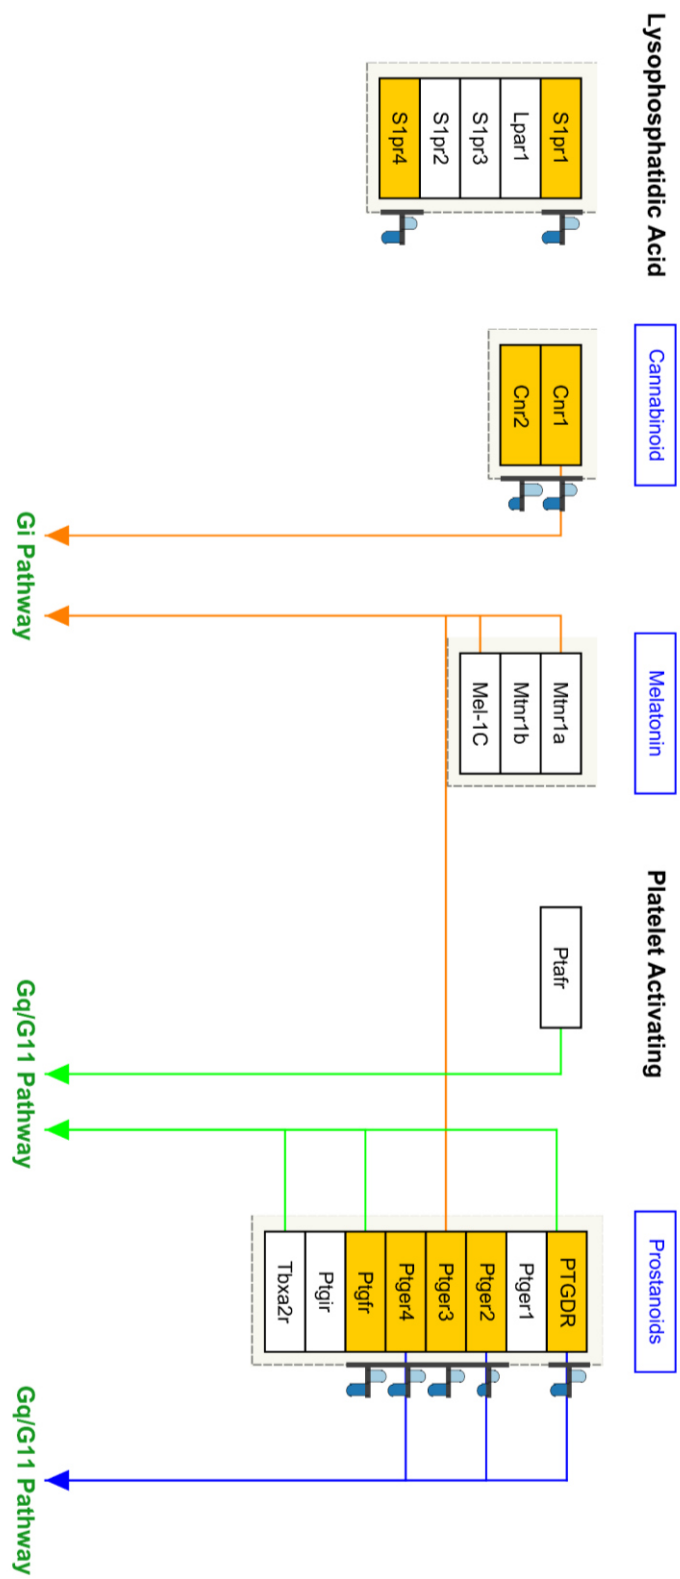 Lysophosphatidic Acid
S1pr1
Lpar1
S1pr3
S1pr2
S1pr4
Cannabinoid
Cnr1
Cnr2
Gi Pathway
Melatonin
Mtnr1a
Mtnr1b
Mel-1C
Platelet Activating
Ptafr
Gq/G11 Pathway
Prostanoids
PTGDR
Ptger1
Ptger2
Ptger3
Ptger4
Ptgfr
Ptgir
Tbxa2r
Gq/G11 Pathway